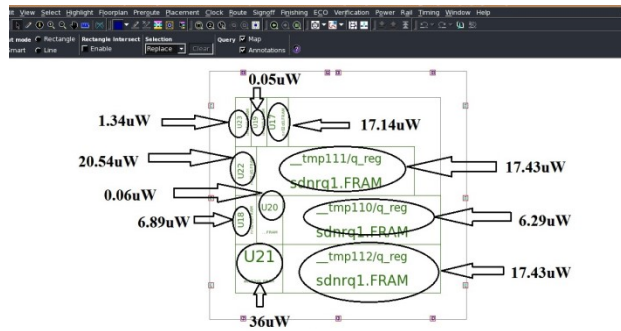 it View Select Highlight Floorplan Preroute Placement Clock Route Signoff Finishing ECO Verification Power Rail Timing Window Help
ut mode Rectangle Rectangle Intersect Selection Query Map
Smart Line Enable Replace Clear Annotations
0.05uW
1.34uW
U23
U19
U17
17.14uW
20.54uW
U22
__tmp111/q_reg
sdnrq1.FRAM
17.43uW
0.06uW
U20
6.89uW
U18
__tmp110/q_reg
sdnrq1.FRAM
6.29uW
U21
__tmp112/q_reg
sdnrq1.FRAM
17.43uW
36uW